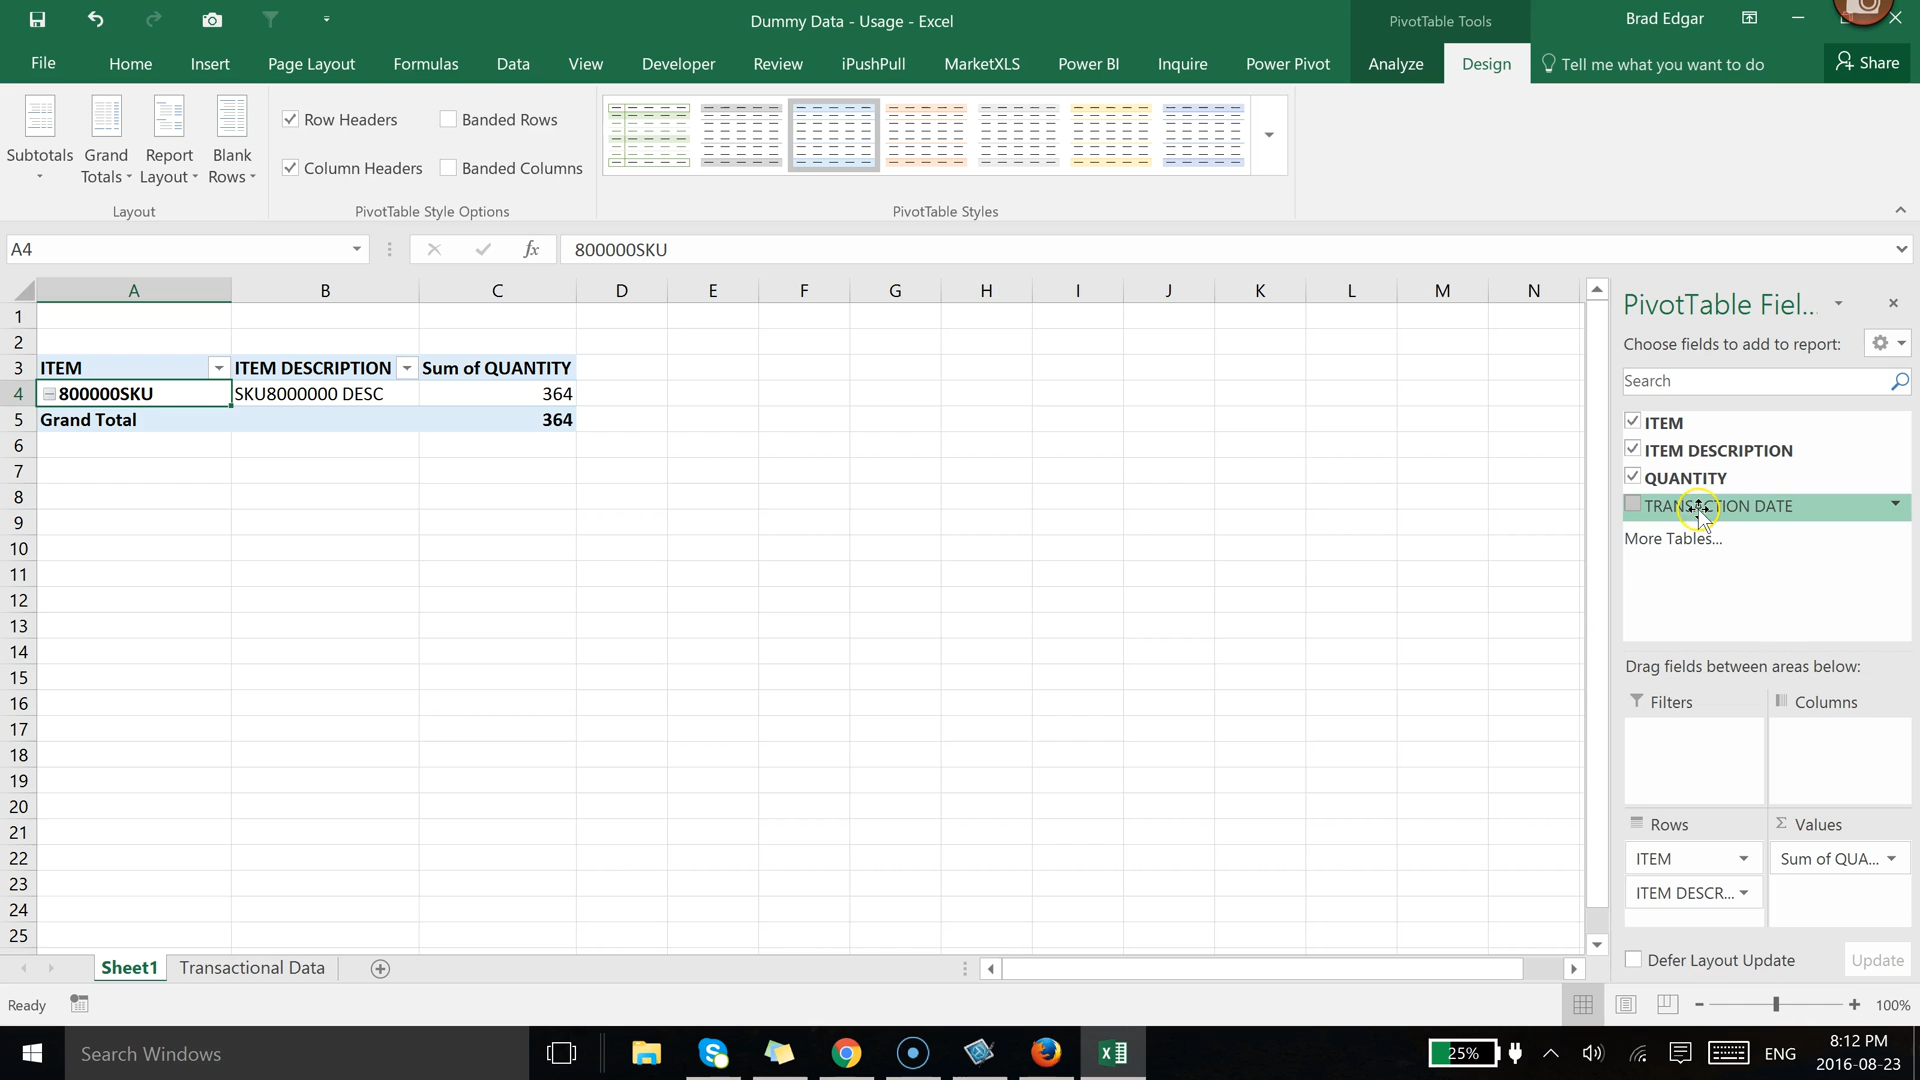 Dummy Data - Usage - Excel
PivotTable Tools
Brad Edgar
File Home Insert Page Layout Formulas Data View Developer Review iPushPull MarketXLS Power BI Inquire Power Pivot Analyze Design Tell me what you want to do Share
Subtotals
Grand Totals
Report Layout
Blank Rows
Layout
Row Headers
Banded Rows
Column Headers
Banded Columns
PivotTable Style Options
PivotTable Styles
A4
fx
800000SKU
A B C D E F G H I J K L M N
1
2
3 ITEM ITEM DESCRIPTION Sum of QUANTITY
4 800000SKU SKU8000000 DESC 364
5 Grand Total 364
6
7
8
9
10
11
12
13
14
15
16
17
18
19
20
21
22
23
24
25
PivotTable Fiel...
Choose fields to add to report:
Search
ITEM
ITEM DESCRIPTION
QUANTITY
TRANSACTION DATE
More Tables...
Drag fields between areas below:
Filters
Columns
Rows
Σ Values
ITEM
Sum of QUA...
ITEM DESCR...
Defer Layout Update
Update
Sheet1
Transactional Data
Ready
100%
Search Windows
25%
ENG
8:12 PM
2016-08-23